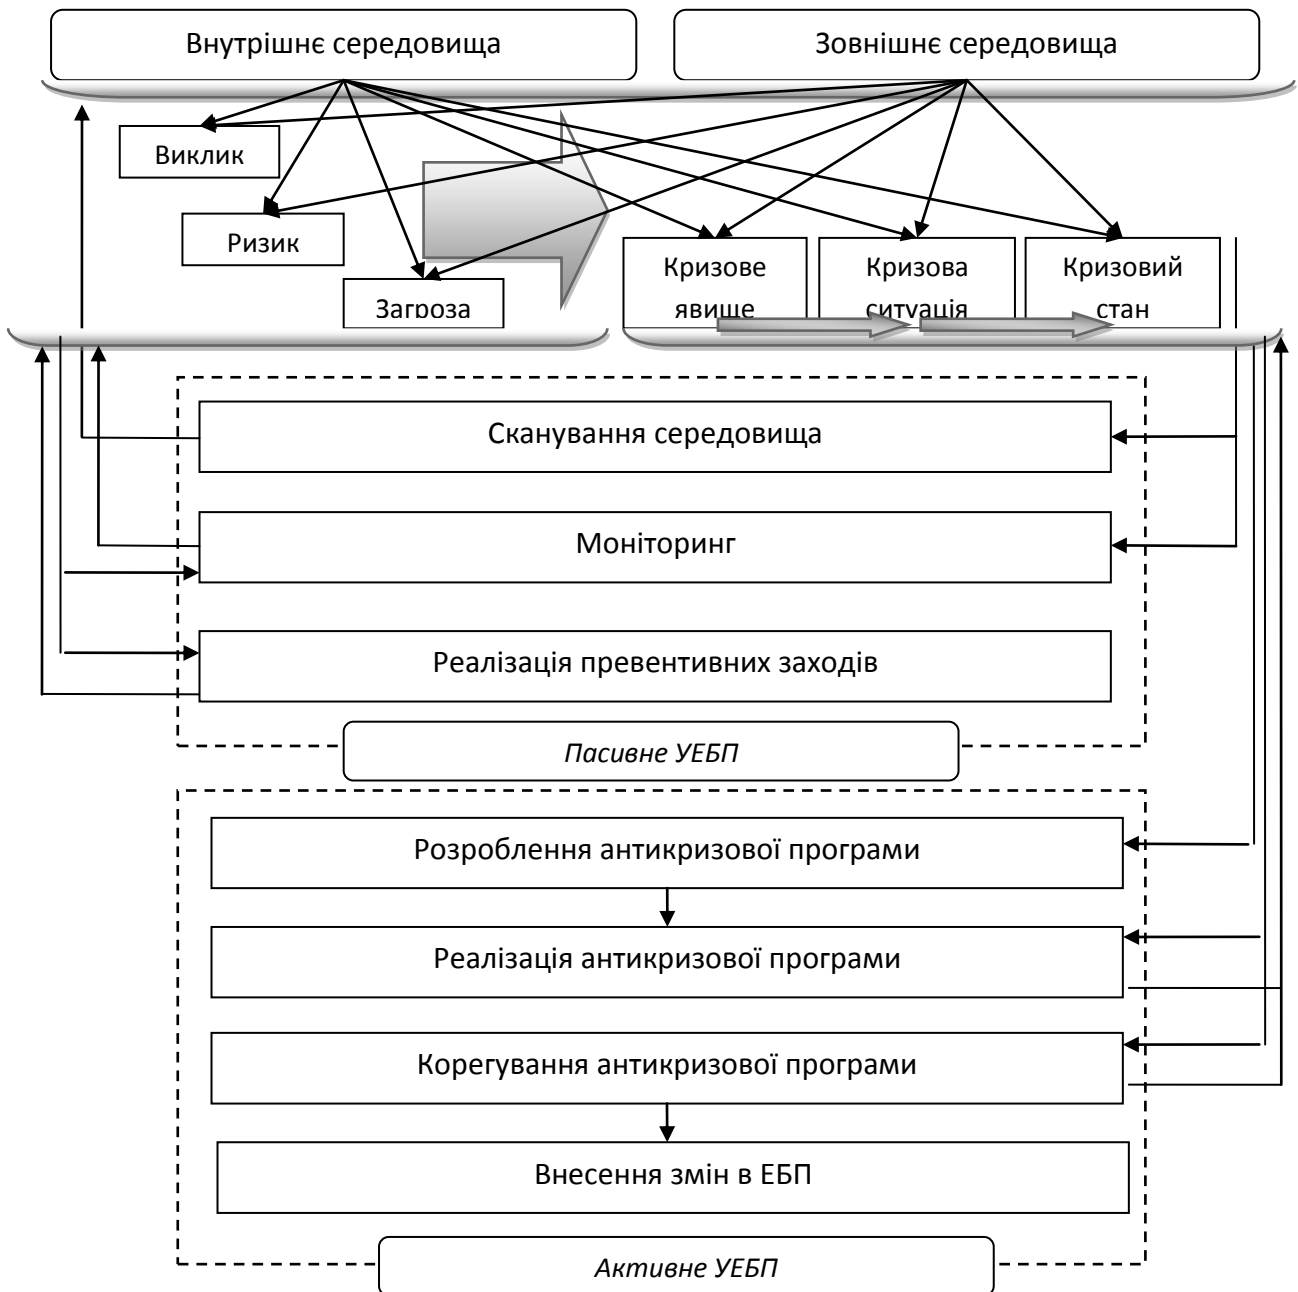 Внутрішнє середовища
Зовнішнє середовища
Виклик
Ризик
Загроза
Кризове
явище
Кризова
ситуація
Кризовий
стан
Сканування середовища
Моніторинг
Реалізація превентивних заходів
Пасивне УЕБП
Розроблення антикризової програми
Реалізація антикризової програми
Корегування антикризової програми
Внесення змін в ЕБП
Активне УЕБП